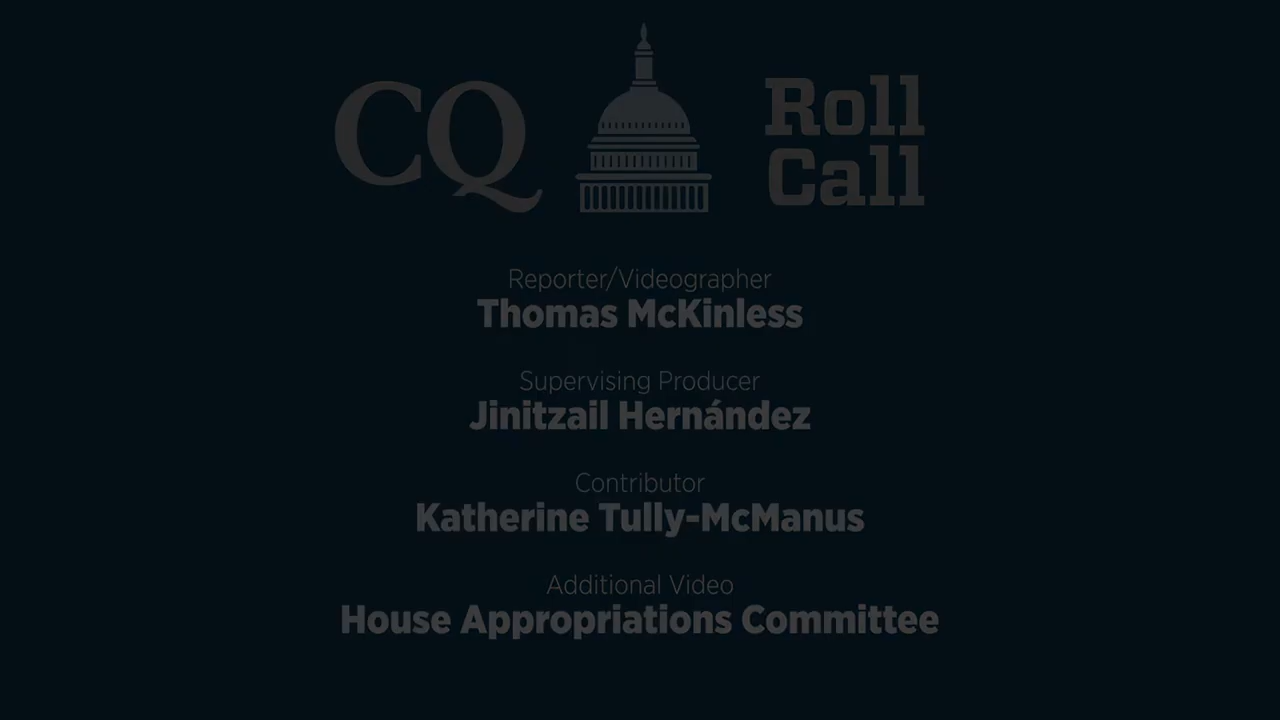 CQ Roll
Call
Reporter/Videographer
Thomas McKinless
Supervising Producer
Jinitzail Hernández
Contributor
Katherine Tully-McManus
Additional Video
House Appropriations Committee